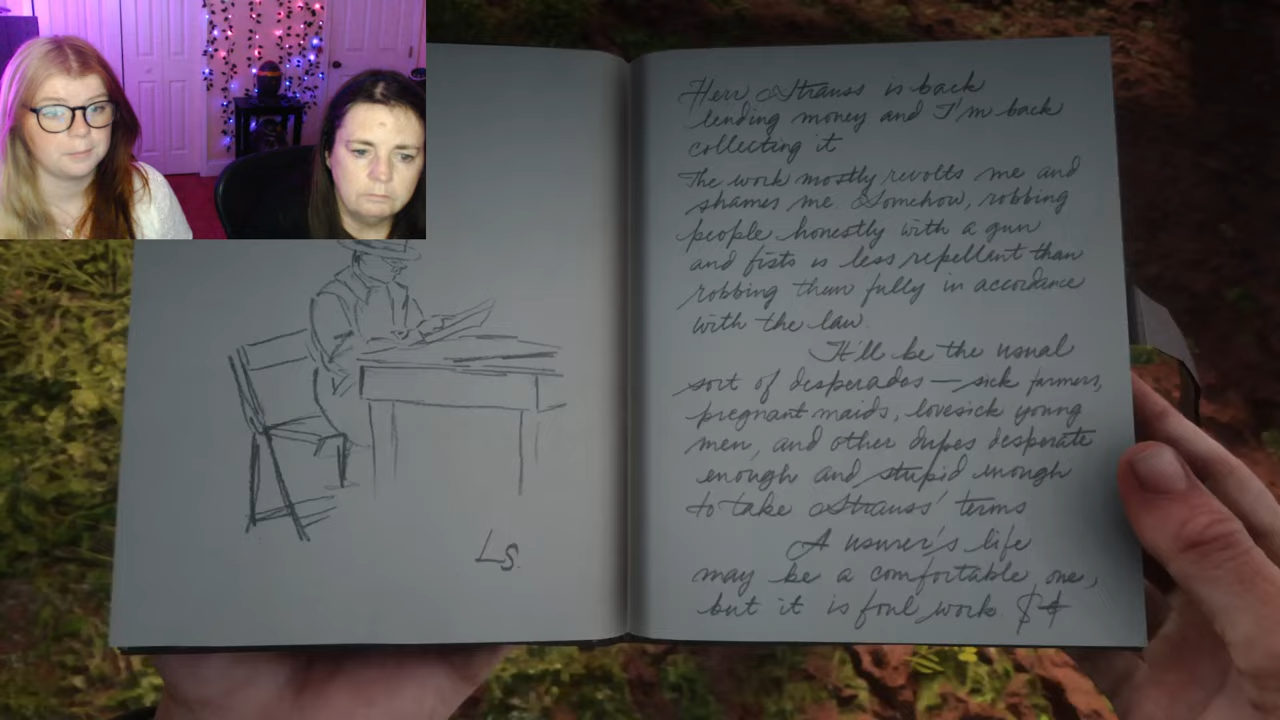 LS.
Herr Strauss is back
lending money and I'm back
collecting it
The work mostly revolts me and
shames me. Somehow, robbing
people honestly with a gun
and fists is less repellent than
robbing them fully in accordance
with the law.
It'll be the usual
sort of desperados — sick farmers,
pregnant maids, lovesick young
men, and other dupes desperate
enough and stupid enough
to take Strauss' terms
A usurer's life
may be a comfortable one,
but it is foul work. $